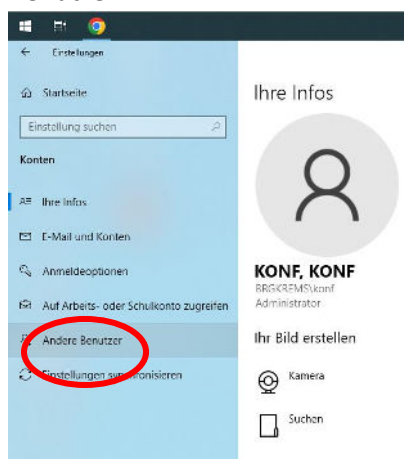 Einstellungen
Startseite
Einstellung suchen
Konten
Ihre Infos
E-Mail und Konten
Anmeldeoptionen
Auf Arbeits- oder Schulkonto zugreifen
Andere Benutzer
Einstellungen synchronisieren
Ihre Infos
KONF, KONF
BRGKREMS\konf
Administrator
Ihr Bild erstellen
Kamera
Suchen